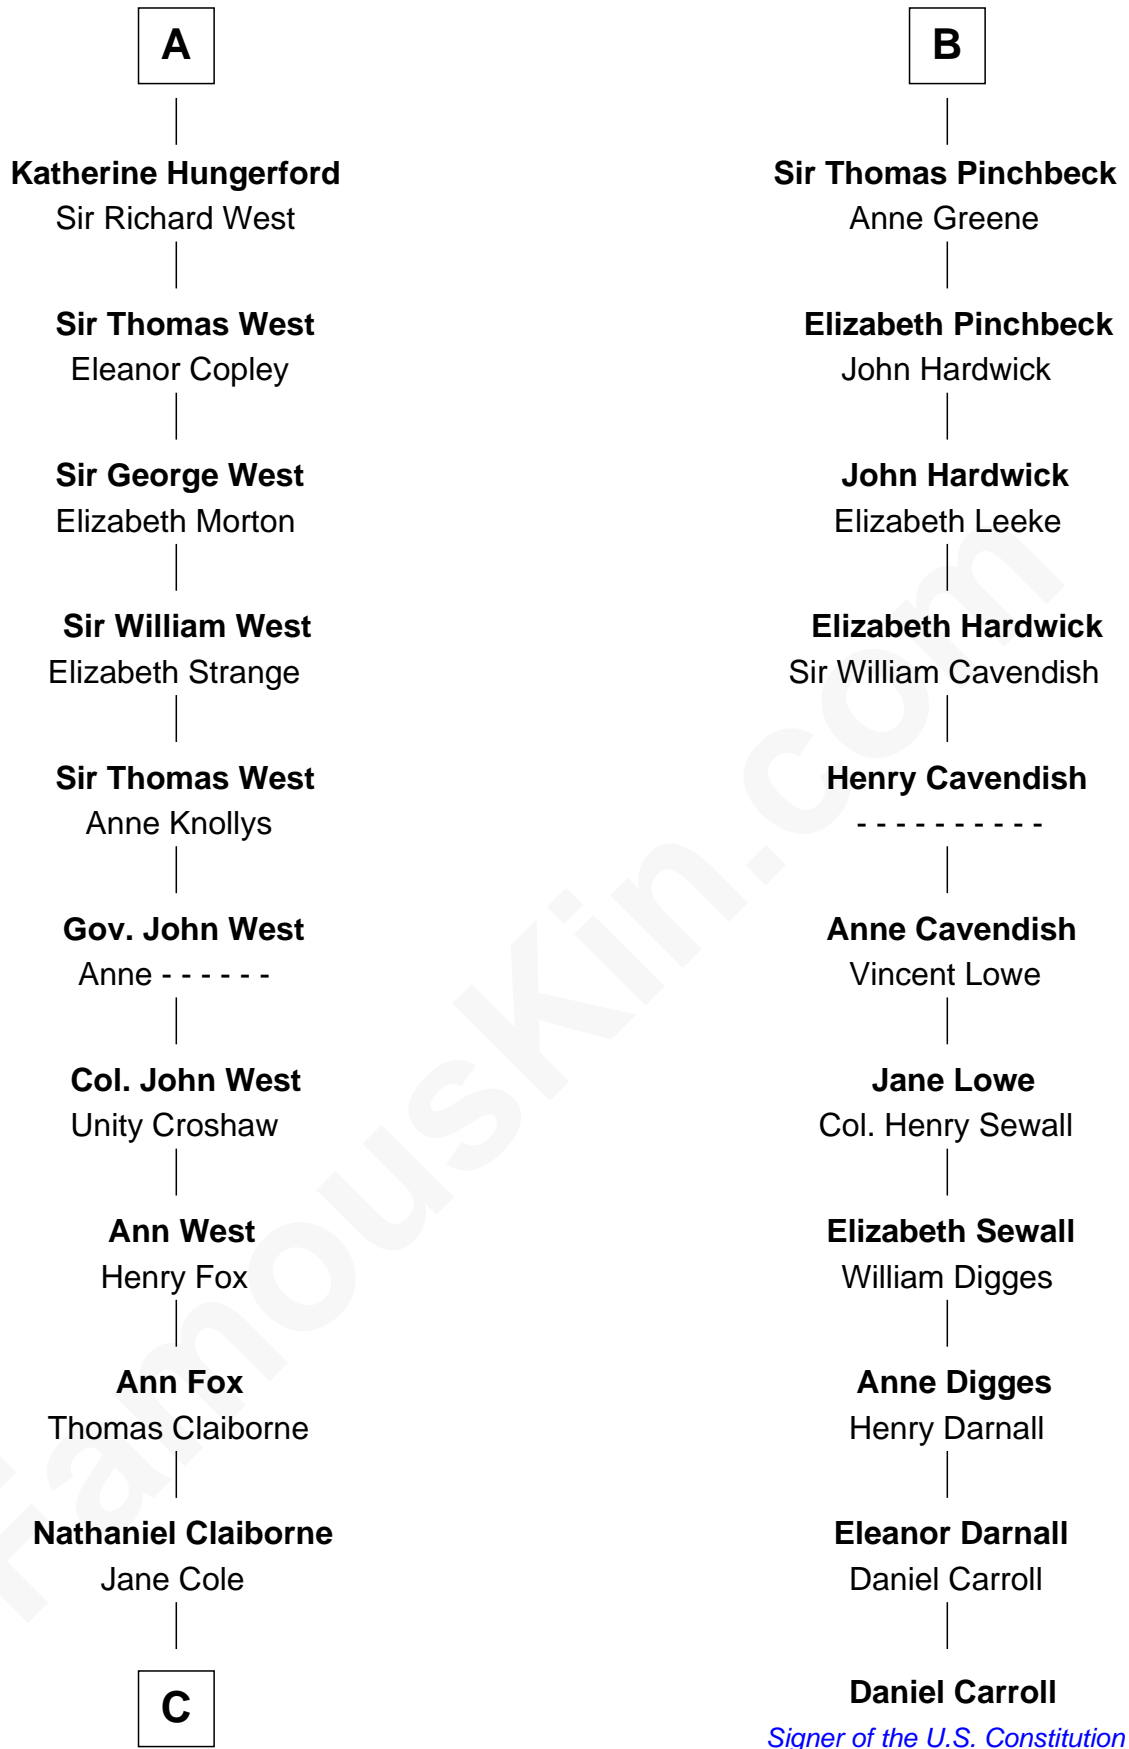 A
Katherine Hungerford
Sir Richard West
Sir Thomas West
Eleanor Copley
Sir George West
Elizabeth Morton
Sir William West
Elizabeth Strange
Sir Thomas West
Anne Knollys
Gov. John West
Anne - - - - - -
Col. John West
Unity Croshaw
Ann West
Henry Fox
Ann Fox
Thomas Claiborne
Nathaniel Claiborne
Jane Cole
C
B
Sir Thomas Pinchbeck
Anne Greene
Elizabeth Pinchbeck
John Hardwick
John Hardwick
Elizabeth Leeke
Elizabeth Hardwick
Sir William Cavendish
Henry Cavendish
- - - - - - - - - -
Anne Cavendish
Vincent Lowe
Jane Lowe
Col. Henry Sewall
Elizabeth Sewall
William Digges
Anne Digges
Henry Darnall
Eleanor Darnall
Daniel Carroll
Daniel Carroll
Signer of the U.S. Constitution
FamousKin.com